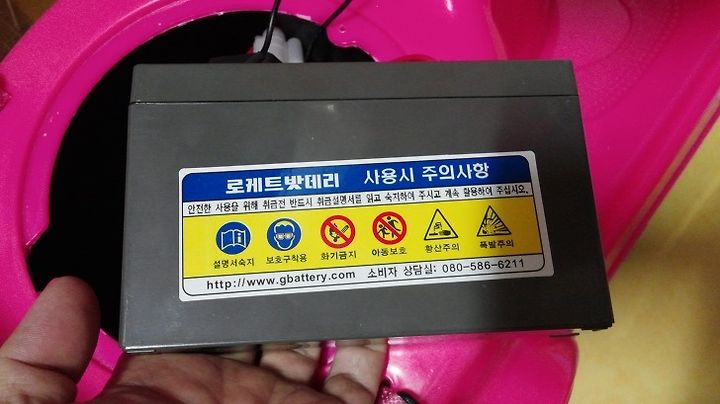 로케트밧데리 사용시 주의사항
안전한 사용을 위해 취급전 반드시 취급설명서를 읽고 숙지하여 주시고 계속 활용하여 주십시오.
설명서숙지 보호구착용 화기금지 아동보호 황산주의 폭발주의
http://www.gbattery.com 소비자 상담실: 080-586-6211